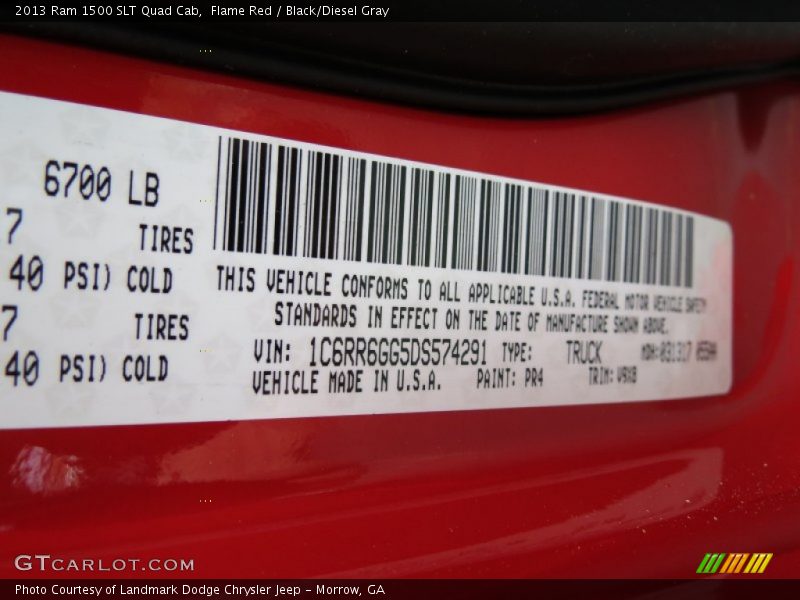 2013 Ram 1500 SLT Quad Cab, Flame Red / Black/Diesel Gray
6700 LB
7 TIRES
40 PSI) COLD
7 TIRES
40 PSI) COLD
THIS VEHICLE CONFORMS TO ALL APPLICABLE U.S.A. FEDERAL MOTOR VEHICLE SAFETY
STANDARDS IN EFFECT ON THE DATE OF MANUFACTURE SHOWN ABOVE.
VIN: 1C6RR6GG5DS574291 TYPE: TRUCK MDH:
VEHICLE MADE IN U.S.A. PAINT: PR4 TRIM:
GTCARLOT.COM
Photo Courtesy of Landmark Dodge Chrysler Jeep - Morrow, GA